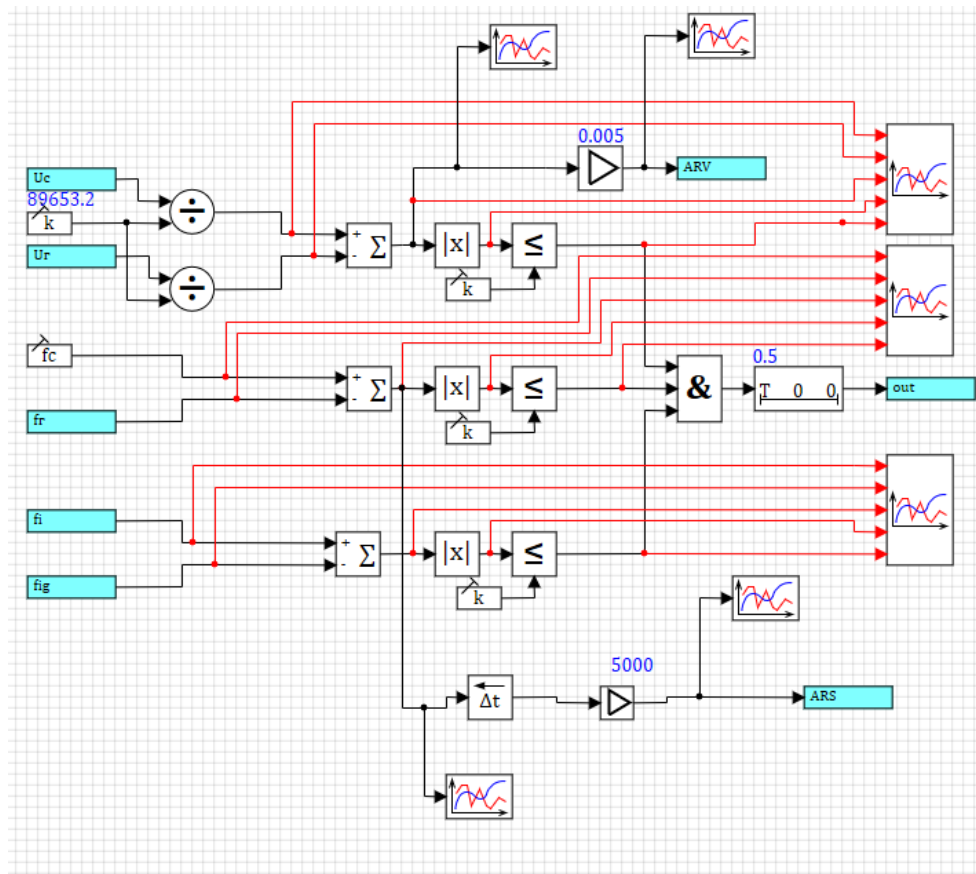 0.005
ARV
Uc
89653.2
k
÷
Ur
÷
+
-
Σ
|x|
≤
k
fc
fr
+
-
Σ
|x|
≤
k
&
0.5
T 0 0
out
fi
fig
+
-
Σ
|x|
≤
k
5000
Δt
ARS